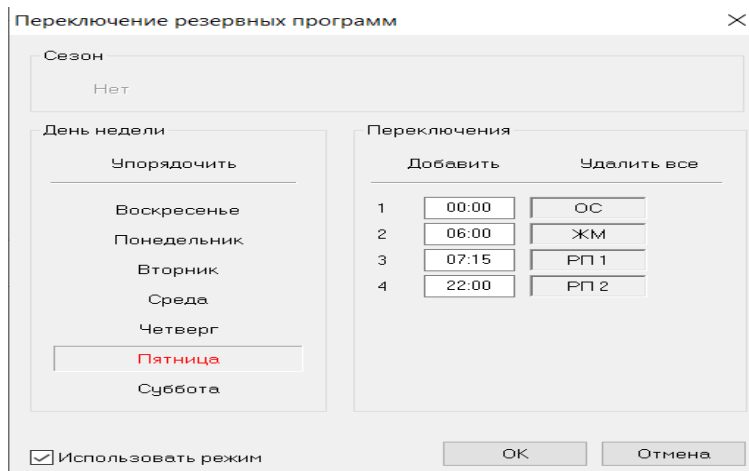 Переключение резервных программ
Сезон
Нет
День недели
Упорядочить
Воскресенье
Понедельник
Вторник
Среда
Четверг
Пятница
Суббота
Переключения
Добавить Удалить все
1 00:00 ОС
2 06:00 ЖМ
3 07:15 РП 1
4 22:00 РП 2
Использовать режим
ОК Отмена